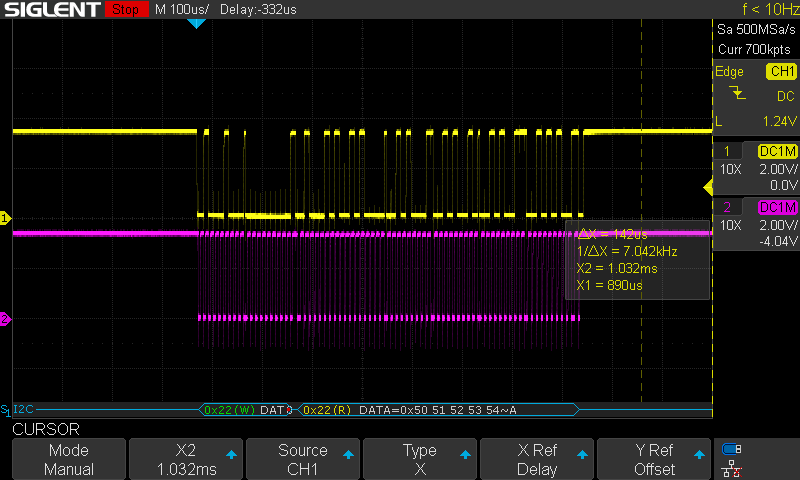 SIGLENT Stop M 100us/ Delay:-332us f < 10Hz
Sa 500MSa/s
Curr 700kpts
Edge CH1
DC
L 1.24V
1 DC1M
10X 2.00V/
0.0V
2 DC1M
10X 2.00V/
-4.04V
1
ΔX = 142us
1/ΔX = 7.042kHz
X2 = 1.032ms
X1 = 890us
2
S1 I2C 0x22(W) DAT 0x22(R) DATA=0x50 51 52 53 54~A
CURSOR
Mode
Manual
X2
1.032ms
Source
CH1
Type
X
X Ref
Delay
Y Ref
Offset